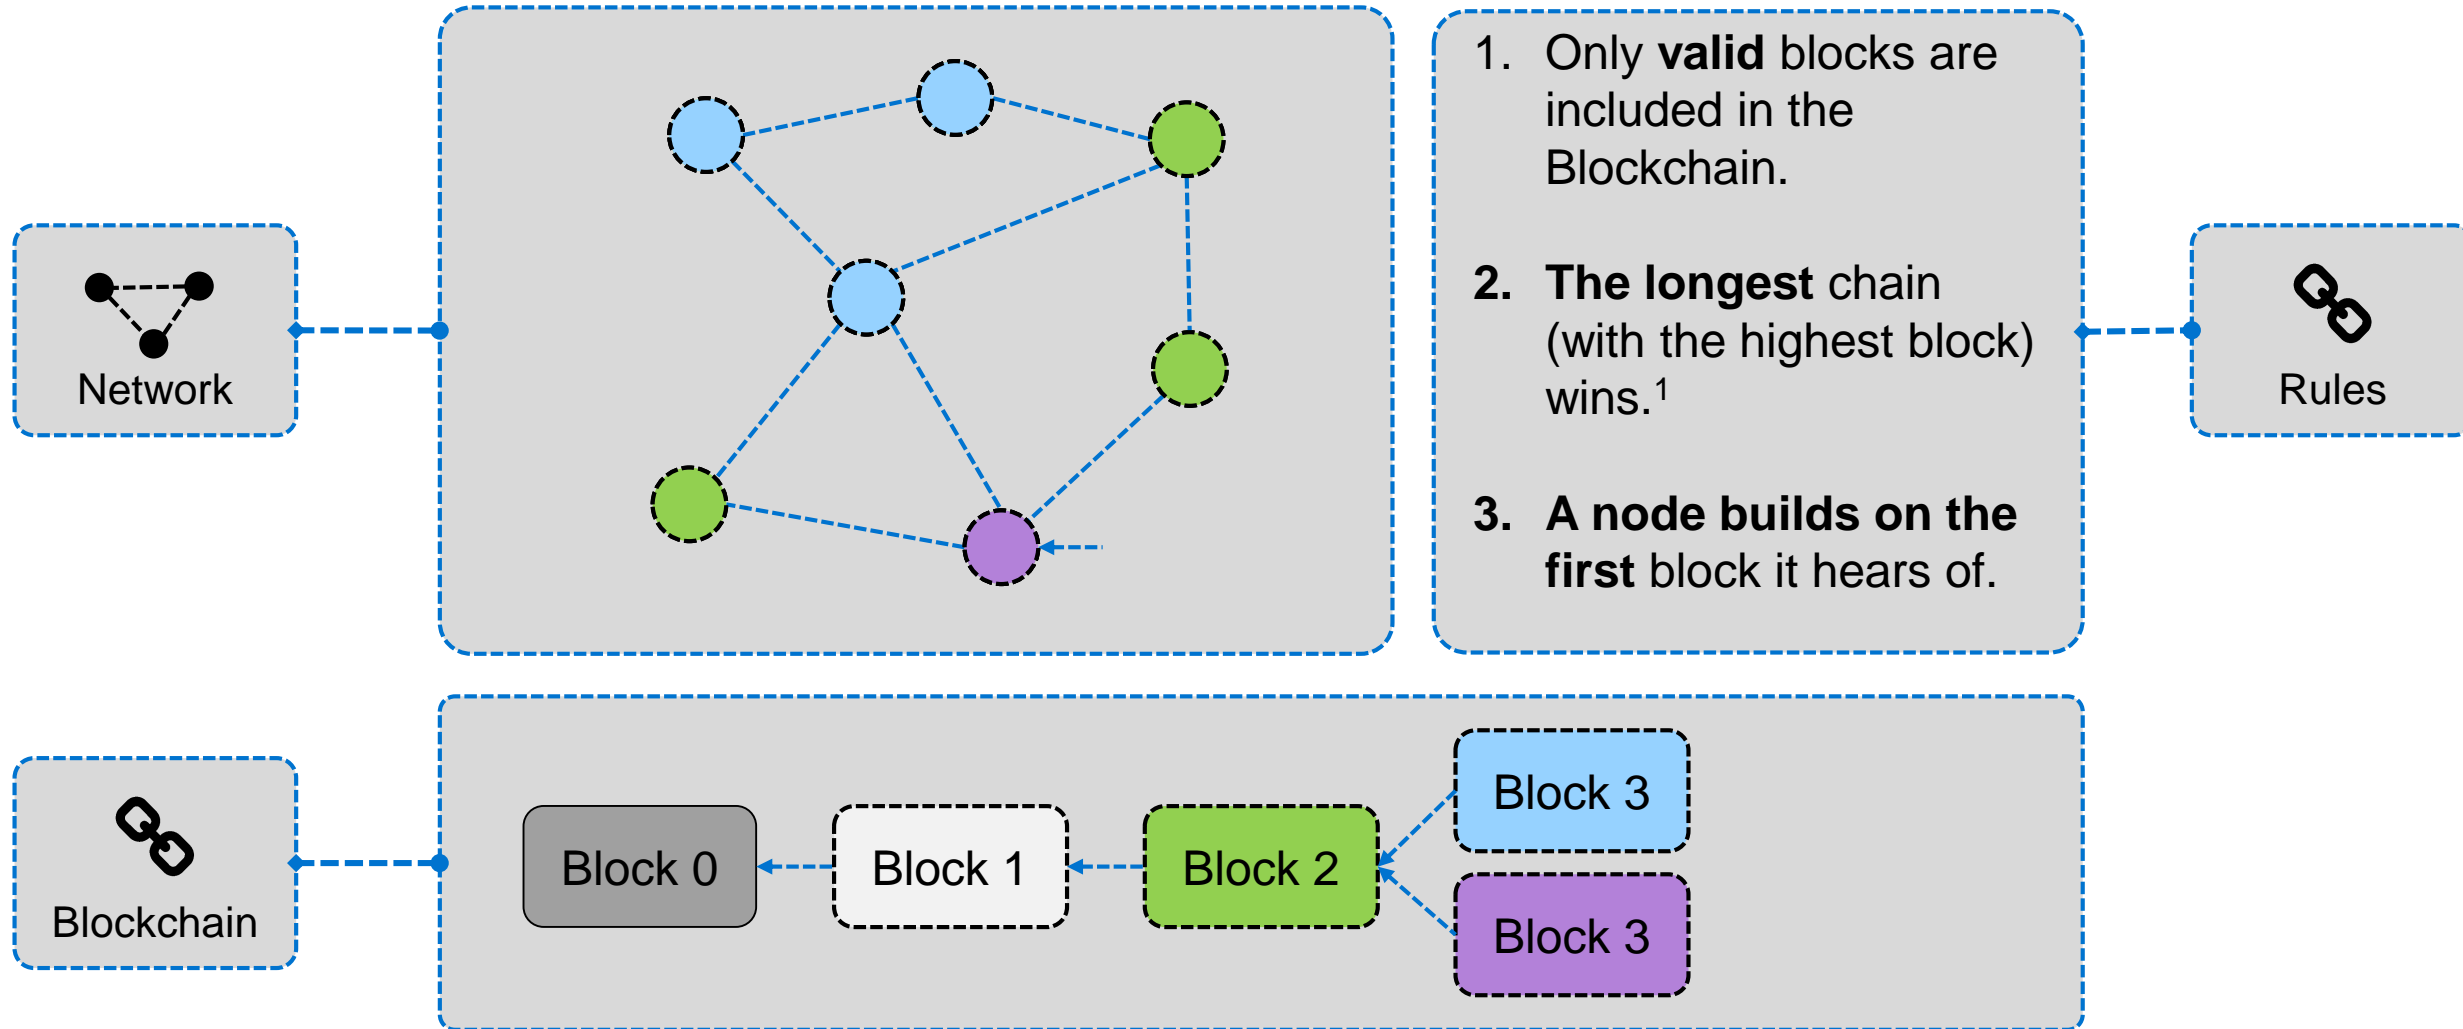 Network
1. Only valid blocks are
included in the
Blockchain.
2. The longest chain
(with the highest block)
wins.¹
3. A node builds on the
first block it hears of.
Rules
Blockchain
Block 0
Block 1
Block 2
Block 3
Block 3